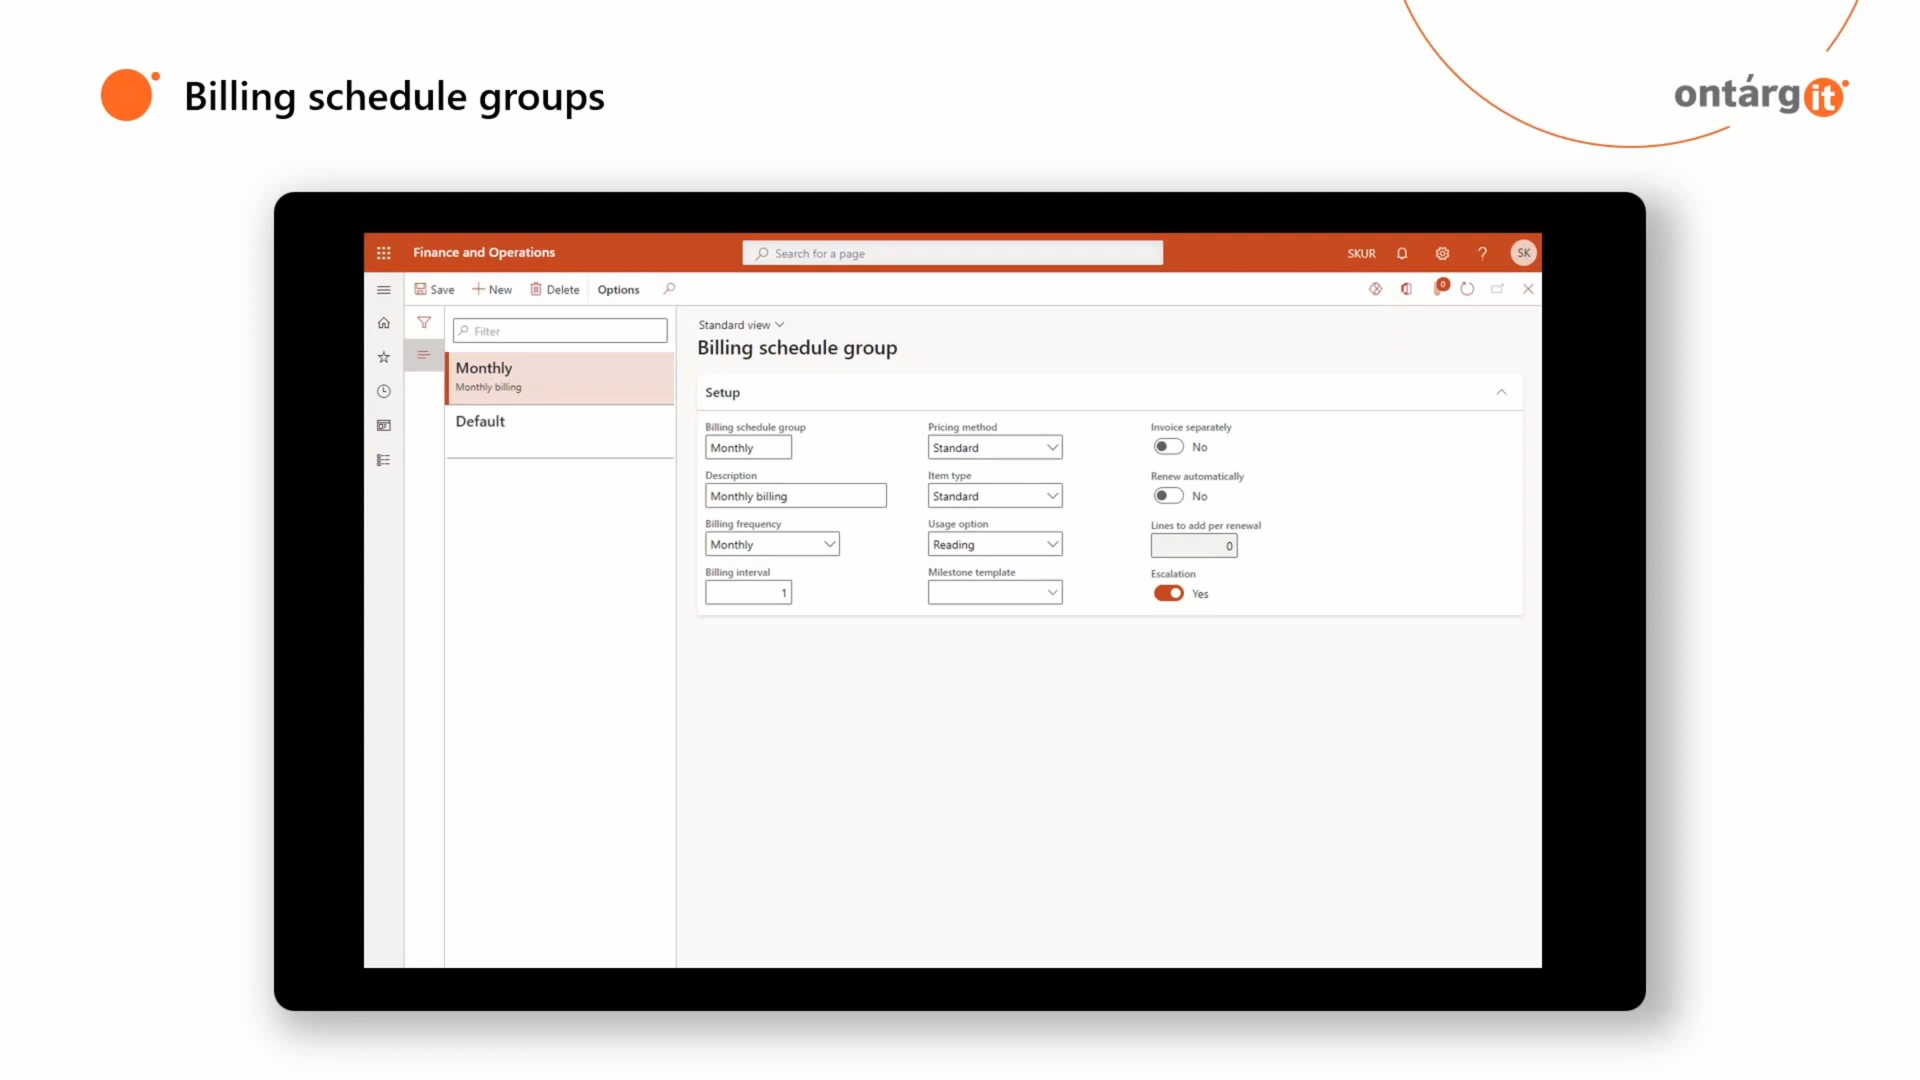 Billing schedule groups
ontárgit
Finance and Operations
Search for a page
SKUR
?
SK
Save
New
Delete
Options
0
Filter
Monthly
Monthly billing
Default
Standard view
Billing schedule group
Setup
Billing schedule group
Monthly
Description
Monthly billing
Billing frequency
Monthly
Billing interval
1
Pricing method
Standard
Item type
Standard
Usage option
Reading
Milestone template
Invoice separately
No
Renew automatically
No
Lines to add per renewal
0
Escalation
Yes